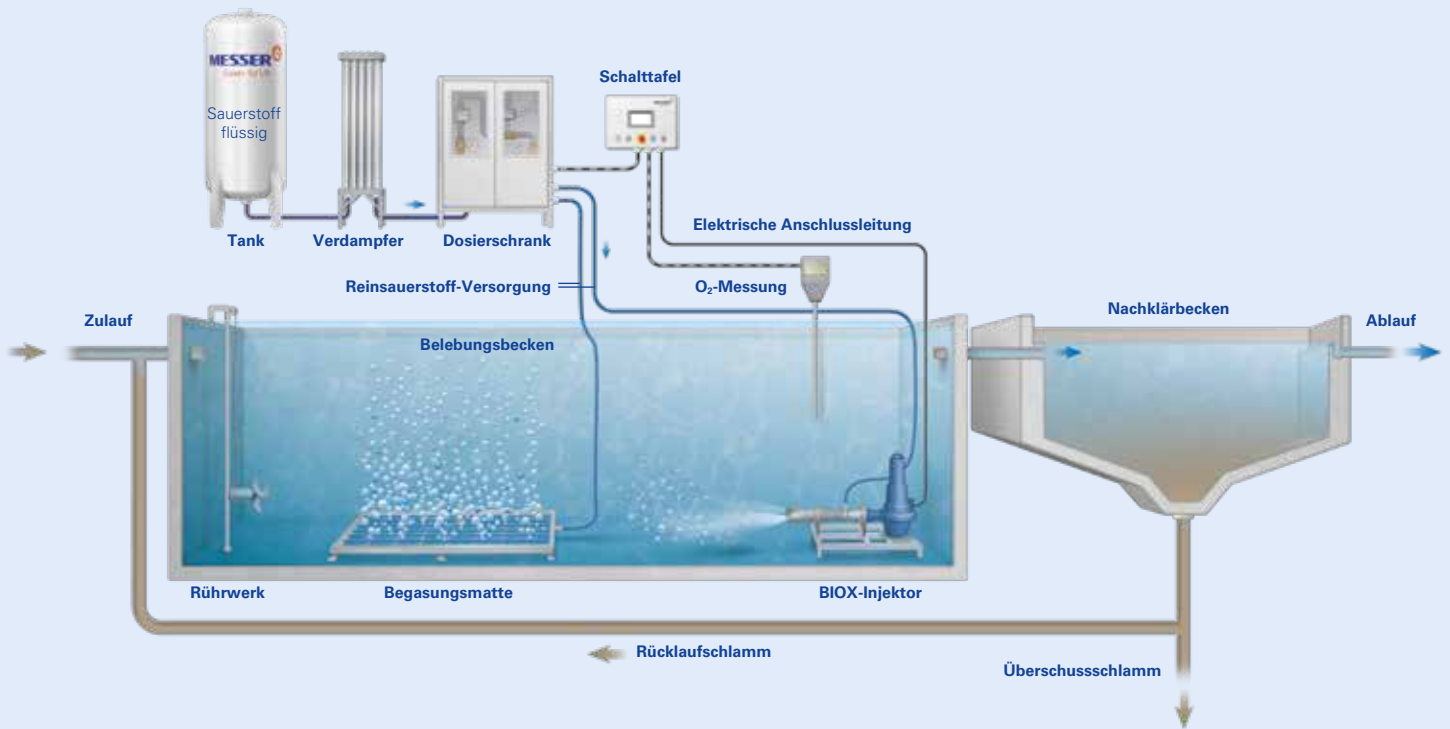 MESSER
Sauerstoff
flüssig
Schalttafel
Tank
Verdampfer
Dosierschrank
Elektrische Anschlussleitung
Reinsauerstoff-Versorgung
O₂-Messung
Zulauf
Belebungsbecken
Nachklärbecken
Ablauf
Rührwerk
Begasungsmatte
BIOX-Injektor
Rücklaufschlamm
Überschussschlamm